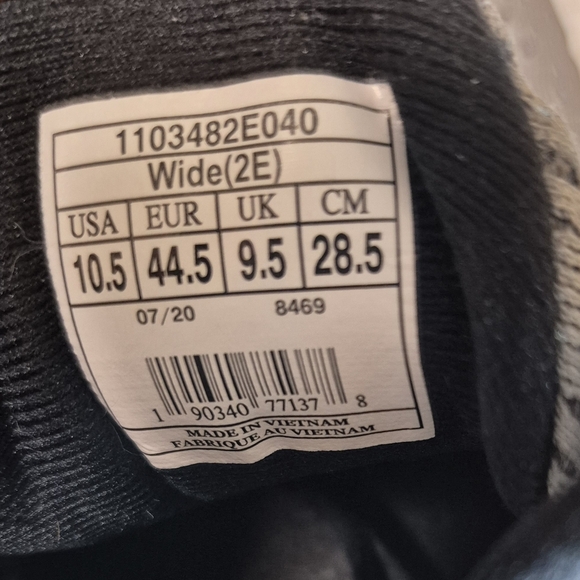 1103482E040
Wide(2E)
USA EUR UK CM
10.5 44.5 9.5 28.5
07/20 8469
1 90340 77137 8
MADE IN VIETNAM
FABRIQUE AU VIETNAM